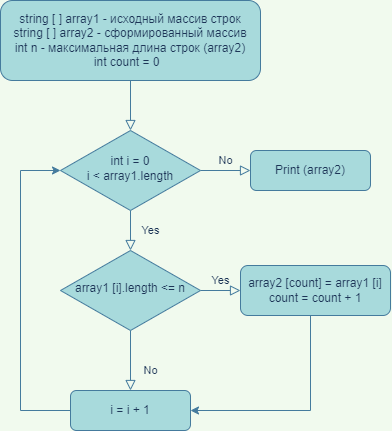 string [ ] array1 - исходный массив строк
string [ ] array2 - сформированный массив
int n - максимальная длина строк (array2)
int count = 0
int i = 0
i < array1.length
No
Print (array2)
Yes
array1 [i].length <= n
Yes
array2 [count] = array1 [i]
count = count + 1
No
i = i + 1